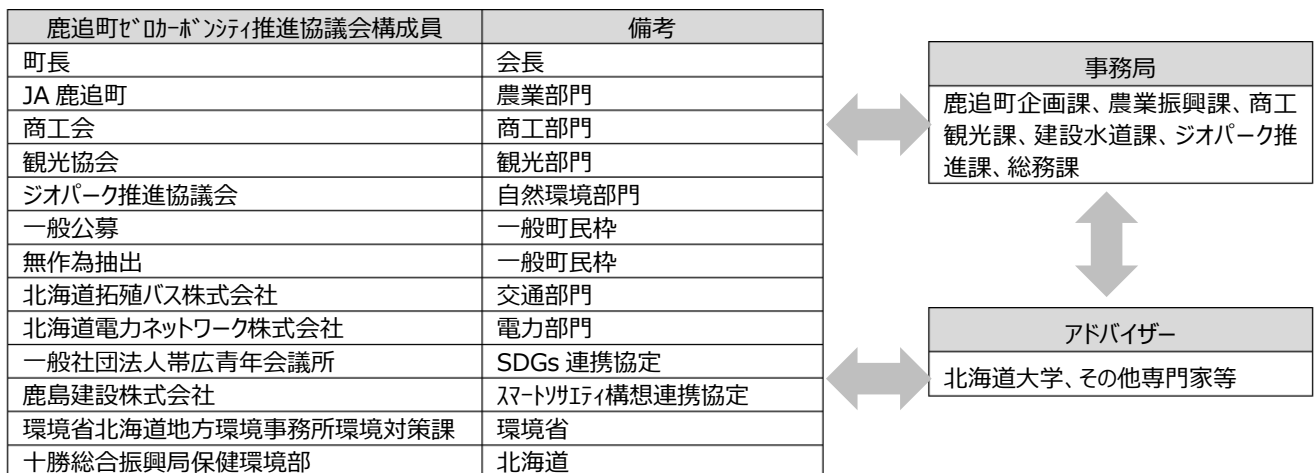 鹿追町ｾﾞﾛｶｰﾎﾞﾝｼﾃｨ推進協議会構成員 備考
町長 会長
JA 鹿追町 農業部門
商工会 商工部門
観光協会 観光部門
ジオパーク推進協議会 自然環境部門
一般公募 一般町民枠
無作為抽出 一般町民枠
北海道拓殖バス株式会社 交通部門
北海道電力ネットワーク株式会社 電力部門
一般社団法人帯広青年会議所 SDGs 連携協定
鹿島建設株式会社 ｽﾏｰﾄｿｻｴﾃｨ構想連携協定
環境省北海道地方環境事務所環境対策課 環境省
十勝総合振興局保健環境部 北海道
事務局
鹿追町企画課、農業振興課、商工
観光課、建設水道課、ジオパーク推
進課、総務課
アドバイザー
北海道大学、その他専門家等